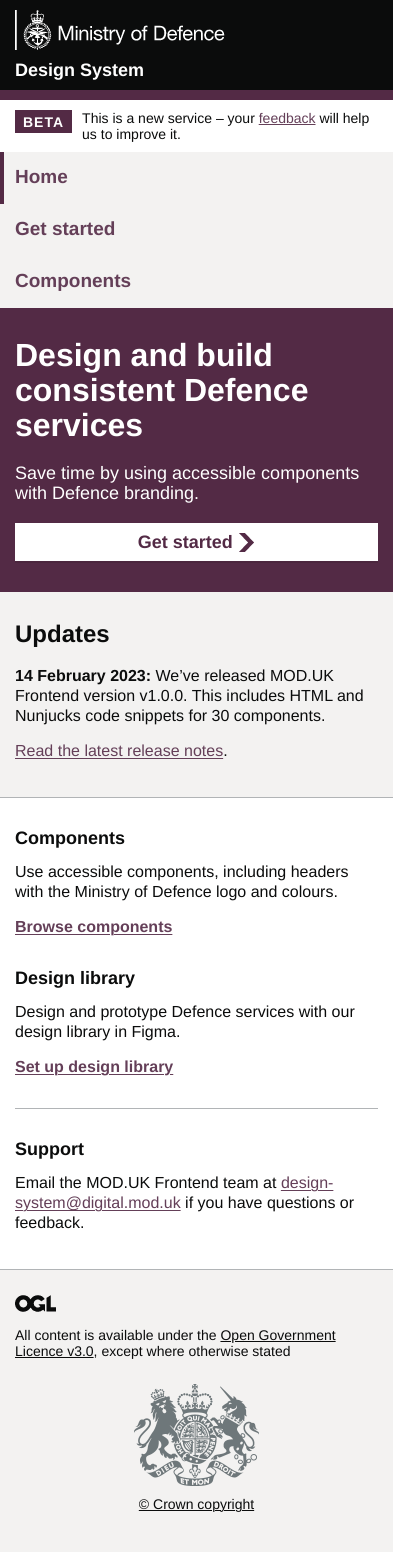 Ministry of Defence
Design System
BETA
This is a new service – your feedback will help
us to improve it.
Home
Get started
Components
Design and build
consistent Defence
services
Save time by using accessible components
with Defence branding.
Get started
Updates
14 February 2023: We’ve released MOD.UK
Frontend version v1.0.0. This includes HTML and
Nunjucks code snippets for 30 components.
Read the latest release notes.
Components
Use accessible components, including headers
with the Ministry of Defence logo and colours.
Browse components
Design library
Design and prototype Defence services with our
design library in Figma.
Set up design library
Support
Email the MOD.UK Frontend team at design-
system@digital.mod.uk if you have questions or
feedback.
OGL
All content is available under the Open Government
Licence v3.0, except where otherwise stated
DIEU ET MON DROIT
© Crown copyright